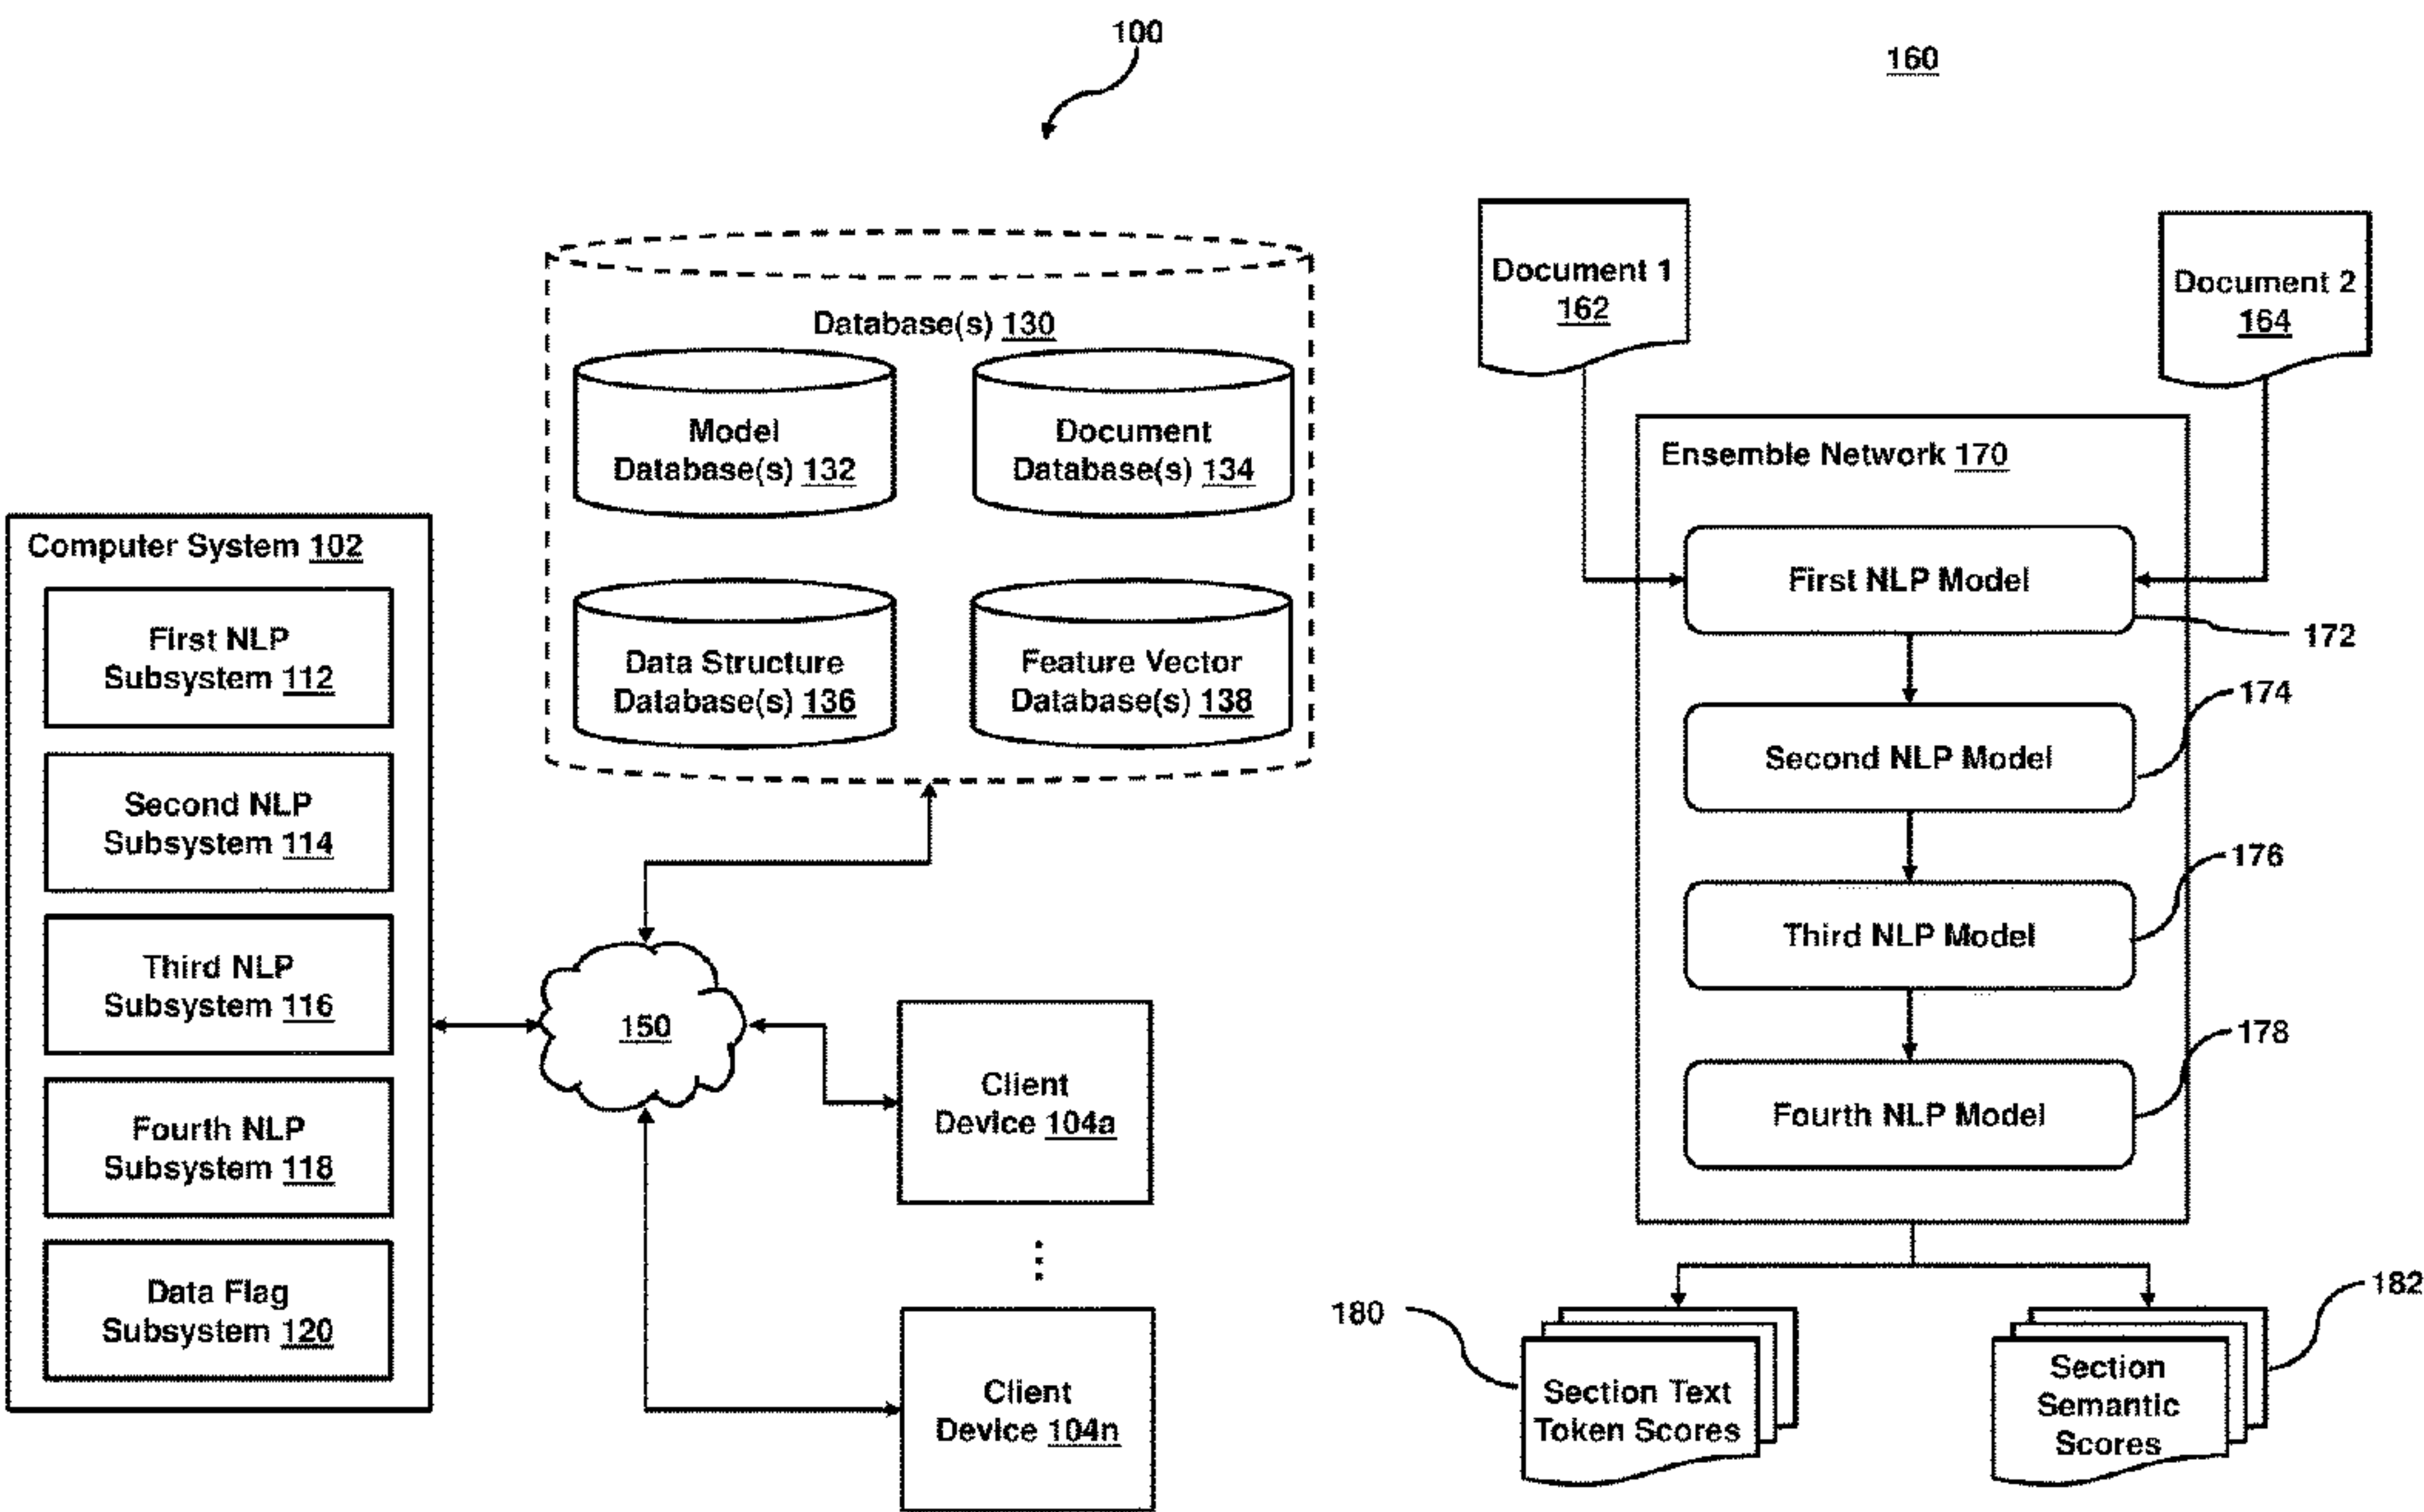 100
160
Database(s) 130
Model
Database(s) 132
Document
Database(s) 134
Data Structure
Database(s) 136
Feature Vector
Database(s) 138
Computer System 102
First NLP
Subsystem 112
Second NLP
Subsystem 114
Third NLP
Subsystem 116
Fourth NLP
Subsystem 118
Data Flag
Subsystem 120
150
Client
Device 104a
⋮
Client
Device 104n
Document 1
162
Document 2
164
Ensemble Network 170
First NLP Model
172
174
Second NLP Model
176
Third NLP Model
178
Fourth NLP Model
180
Section Text
Token Scores
182
Section
Semantic
Scores